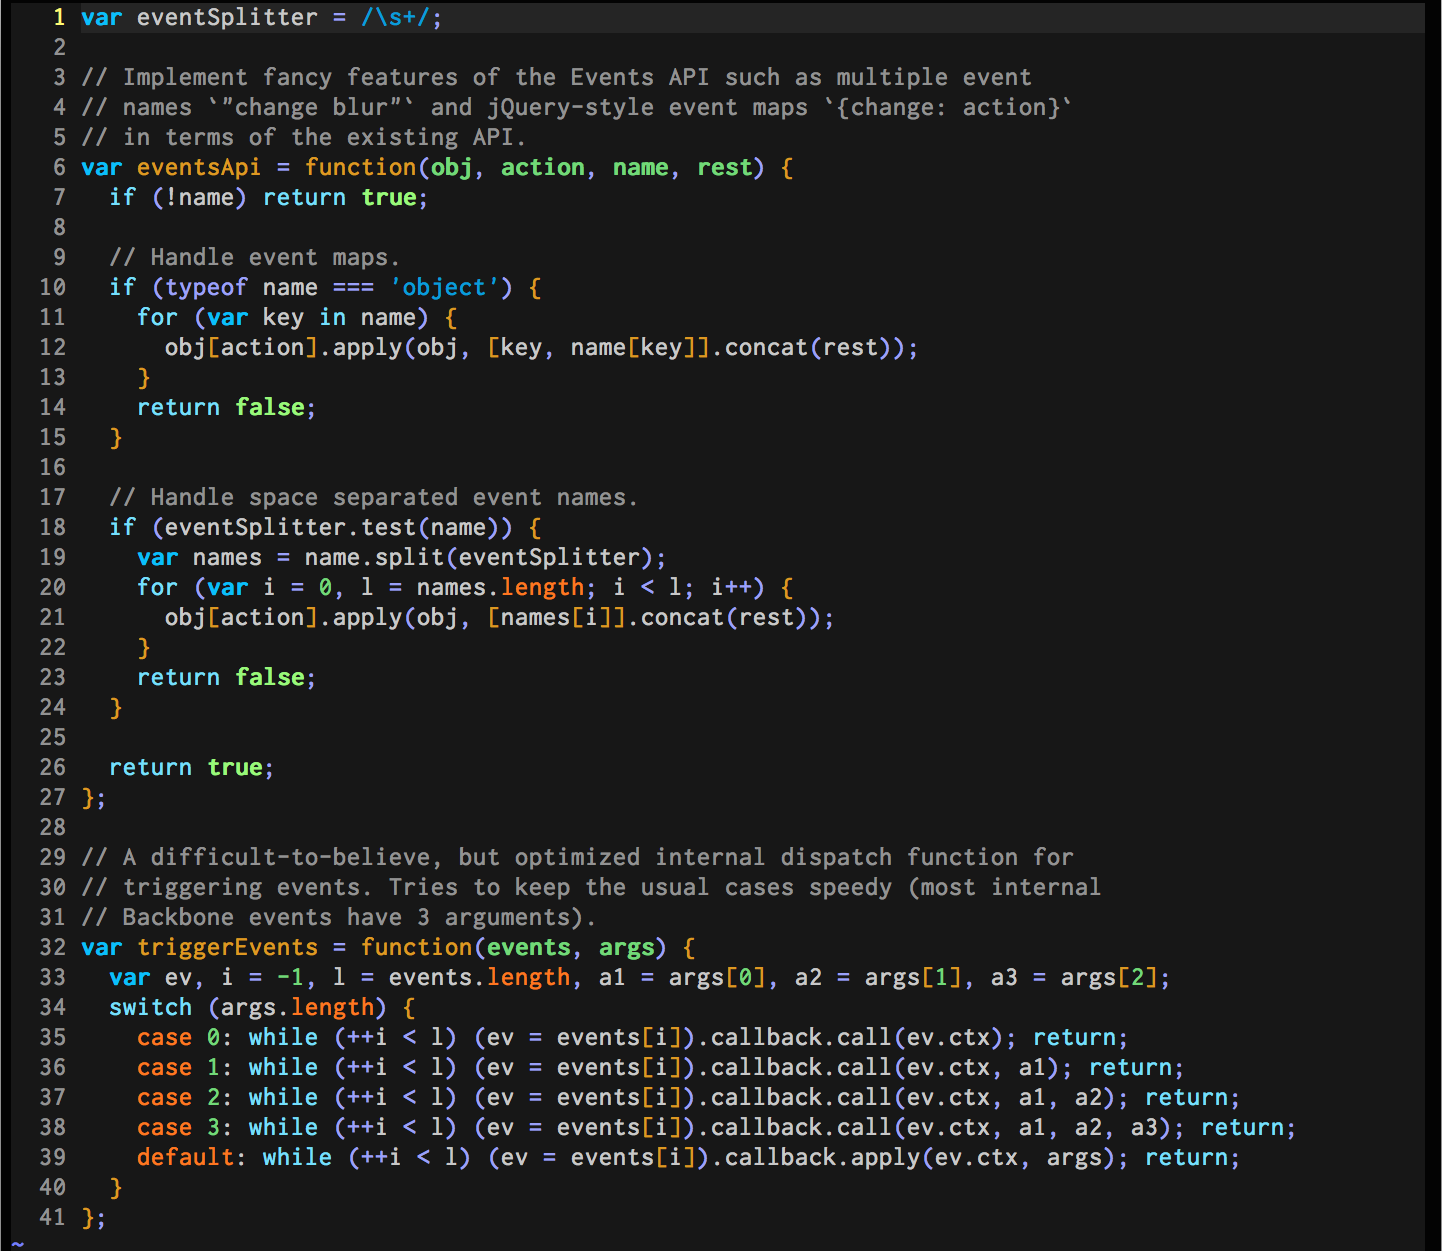 1 var eventSplitter = /\s+/;
2
3 // Implement fancy features of the Events API such as multiple event
4 // names `"change blur"` and jQuery-style event maps `{change: action}`
5 // in terms of the existing API.
6 var eventsApi = function(obj, action, name, rest) {
7   if (!name) return true;
8
9   // Handle event maps.
10   if (typeof name === 'object') {
11     for (var key in name) {
12       obj[action].apply(obj, [key, name[key]].concat(rest));
13     }
14     return false;
15   }
16
17   // Handle space separated event names.
18   if (eventSplitter.test(name)) {
19     var names = name.split(eventSplitter);
20     for (var i = 0, l = names.length; i < l; i++) {
21       obj[action].apply(obj, [names[i]].concat(rest));
22     }
23     return false;
24   }
25
26   return true;
27 };
28
29 // A difficult-to-believe, but optimized internal dispatch function for
30 // triggering events. Tries to keep the usual cases speedy (most internal
31 // Backbone events have 3 arguments).
32 var triggerEvents = function(events, args) {
33   var ev, i = -1, l = events.length, a1 = args[0], a2 = args[1], a3 = args[2];
34   switch (args.length) {
35     case 0: while (++i < l) (ev = events[i]).callback.call(ev.ctx); return;
36     case 1: while (++i < l) (ev = events[i]).callback.call(ev.ctx, a1); return;
37     case 2: while (++i < l) (ev = events[i]).callback.call(ev.ctx, a1, a2); return;
38     case 3: while (++i < l) (ev = events[i]).callback.call(ev.ctx, a1, a2, a3); return;
39     default: while (++i < l) (ev = events[i]).callback.apply(ev.ctx, args); return;
40   }
41 };
~